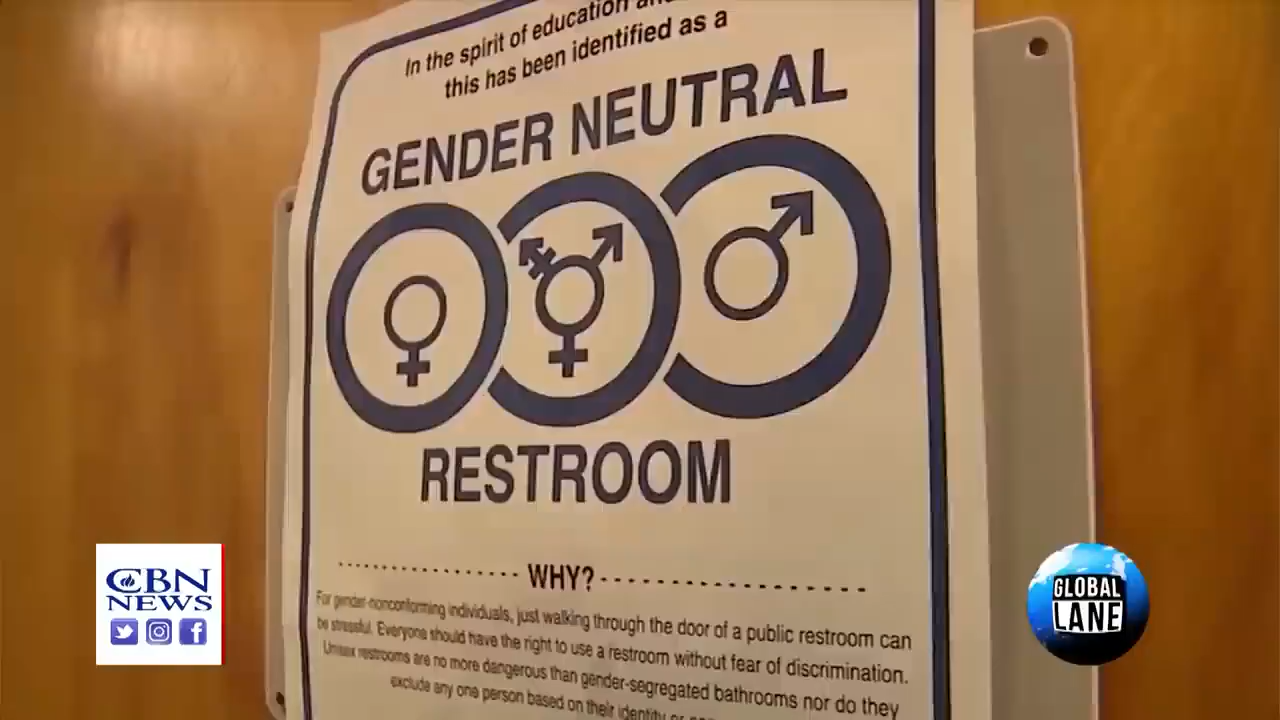 In the spirit of education
this has been identified as a
GENDER NEUTRAL
RESTROOM
WHY?
For gender-nonconforming individuals, just walking through the door of a public restroom can
be stressful. Everyone should have the right to use a restroom without fear of discrimination.
Unisex restrooms are no more dangerous than gender-segregated bathrooms nor do they
exclude any one person based on their identity or
CBN
NEWS
GLOBAL
LANE